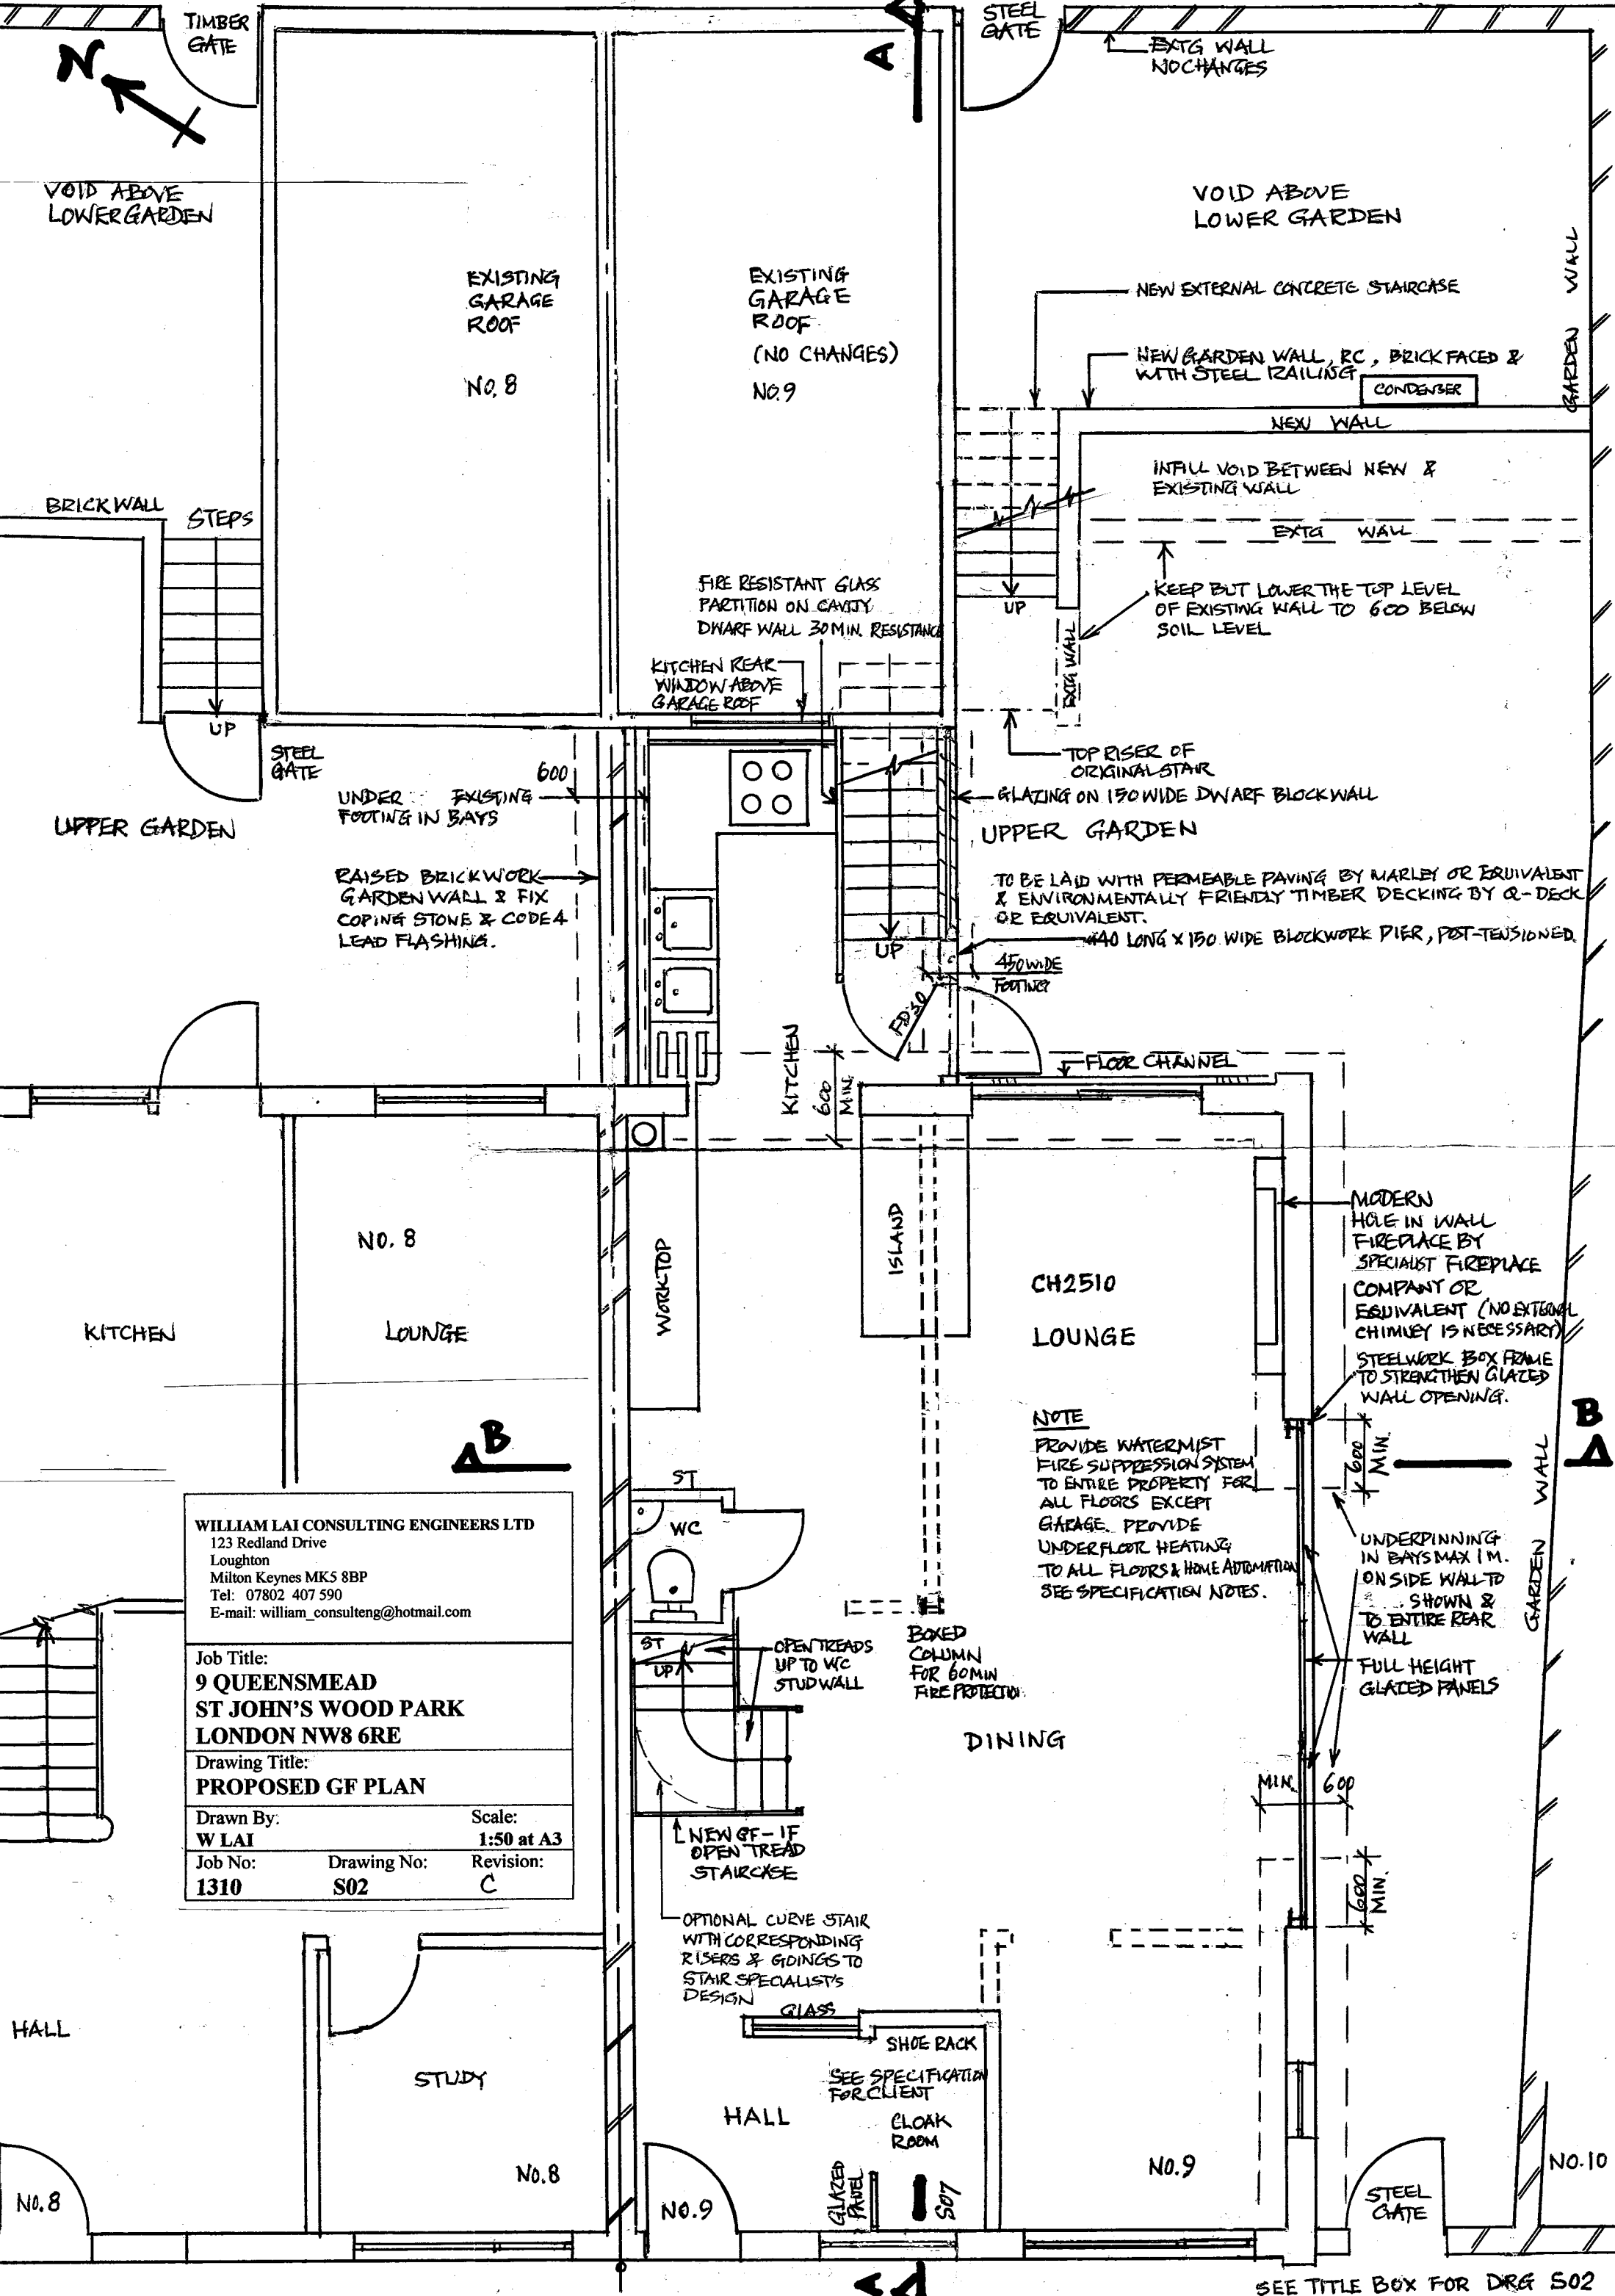 TIMBER
GATE
N
A
STEEL
GATE
EXTG WALL
NO CHANGES
VOID ABOVE
LOWER GARDEN
VOID ABOVE
LOWER GARDEN
GARDEN WALL
EXISTING
GARAGE
ROOF
NO. 8
EXISTING
GARAGE
ROOF
(NO CHANGES)
NO.9
NEW EXTERNAL CONCRETE STAIRCASE
NEW GARDEN WALL, RC, BRICK FACED &
WITH STEEL RAILING
CONDENSER
NEW WALL
INFILL VOID BETWEEN NEW &
EXISTING WALL
EXTG WALL
BRICK WALL
STEPS
UP
KEEP BUT LOWER THE TOP LEVEL
OF EXISTING WALL TO 600 BELOW
SOIL LEVEL
UP
EXTG WALL
FIRE RESISTANT GLASS
PARTITION ON CAVITY
DWARF WALL 30 MIN. RESISTANCE
KITCHEN REAR
WINDOW ABOVE
GARAGE ROOF
STEEL
GATE
600
UNDER EXISTING
FOOTING IN BAYS
TOP RISER OF
ORIGINAL STAIR
GLAZING ON 150 WIDE DWARF BLOCKWALL
UPPER GARDEN
UPPER GARDEN
RAISED BRICKWORK
GARDEN WALL & FIX
COPING STONE & CODE 4
LEAD FLASHING.
TO BE LAID WITH PERMEABLE PAVING BY MARLEY OR EQUIVALENT
& ENVIRONMENTALLY FRIENDLY TIMBER DECKING BY Q-DECK
OR EQUIVALENT.
440 LONG X 150 WIDE BLOCKWORK PIER, POST-TENSIONED.
UP
450 WIDE
FOOTING
FD30
KITCHEN
600
MIN.
FLOOR CHANNEL
NO. 8
KITCHEN
LOUNGE
WORKTOP
ISLAND
CH2510
LOUNGE
MODERN
HOLE IN WALL
FIREPLACE BY
SPECIALIST FIREPLACE
COMPANY OR
EQUIVALENT (NO EXTERNAL
CHIMNEY IS NECESSARY)
STEELWORK BOX FRAME
TO STRENGTHEN GLAZED
WALL OPENING.
B
B
600
MIN.
NOTE
PROVIDE WATERMIST
FIRE SUPPRESSION SYSTEM
TO ENTIRE PROPERTY FOR
ALL FLOORS EXCEPT
GARAGE. PROVIDE
UNDERFLOOR HEATING
TO ALL FLOORS & HOME AUTOMATION
SEE SPECIFICATION NOTES.
GARDEN WALL
UNDERPINNING
IN BAYS MAX 1M.
ON SIDE WALL TO
SHOWN &
TO ENTIRE REAR
WALL
FULL HEIGHT
GLAZED PANELS
ST
WC
ST
UP
OPEN TREADS
UP TO WC
STUD WALL
BOXED
COLUMN
FOR 60MIN
FIRE PROTECTION
DINING
MIN. 600
600
MIN.
WILLIAM LAI CONSULTING ENGINEERS LTD
123 Redland Drive
Loughton
Milton Keynes MK5 8BP
Tel: 07802 407 590
E-mail: william_consulteng@hotmail.com
Job Title:
9 QUEENSMEAD
ST JOHN'S WOOD PARK
LONDON NW8 6RE
Drawing Title:
PROPOSED GF PLAN
Drawn By: Scale:
W LAI 1:50 at A3
Job No: Drawing No: Revision:
1310 S02 C
NEW GF-1F
OPEN TREAD
STAIRCASE
OPTIONAL CURVE STAIR
WITH CORRESPONDING
RISERS & GOINGS TO
STAIR SPECIALIST'S
DESIGN
GLASS
SHOE RACK
SEE SPECIFICATION
FOR CLIENT
CLOAK
ROOM
HALL
HALL
STUDY
NO.8
NO.8
NO.9
GLAZED
PANEL
S07
NO.9
STEEL
GATE
NO.10
A
SEE TITLE BOX FOR DRG S02